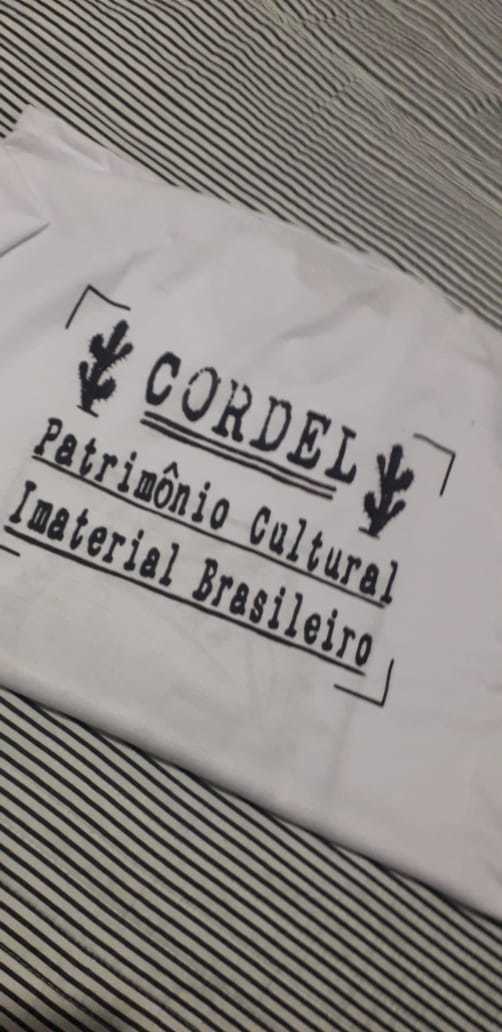 CORDEL
Patrimônio Cultural
Imaterial Brasileiro